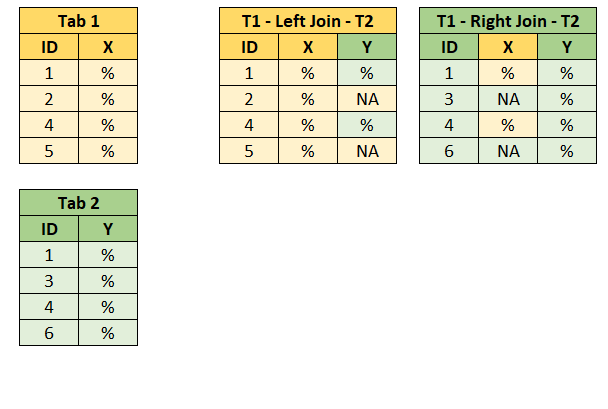 Tab 1
ID X
1 %
2 %
4 %
5 %
T1 - Left Join - T2
ID X Y
1 % %
2 % NA
4 % %
5 % NA
T1 - Right Join - T2
ID X Y
1 % %
3 NA %
4 % %
6 NA %
Tab 2
ID Y
1 %
3 %
4 %
6 %